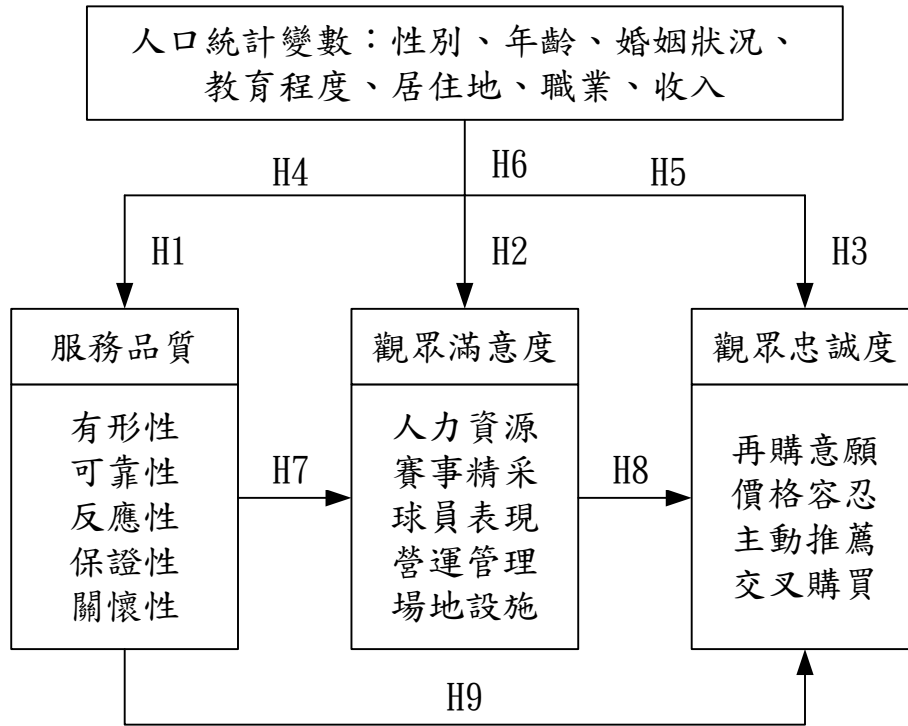 人口統計變數：性別、年齡、婚姻狀況、
教育程度、居住地、職業、收入
H4
H6
H5
H1
H2
H3
服務品質
有形性
可靠性
反應性
保證性
關懷性
H7
觀眾滿意度
人力資源
賽事精采
球員表現
營運管理
場地設施
H8
觀眾忠誠度
再購意願
價格容忍
主動推薦
交叉購買
H9